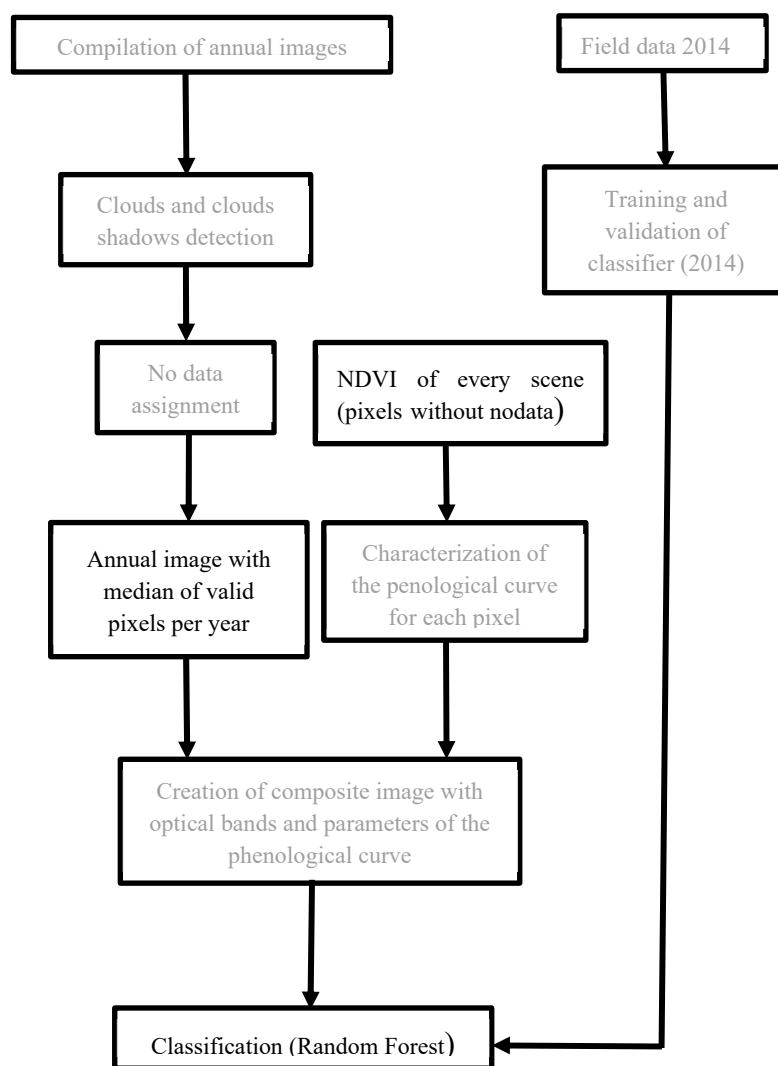 Compilation of annual images
Field data 2014
Clouds and clouds
shadows detection
Training and
validation of
classifier (2014)
No data
assignment
NDVI of every scene
(pixels without nodata)
Annual image with
median of valid
pixels per year
Characterization of
the penological curve
for each pixel
Creation of composite image with
optical bands and parameters of the
phenological curve
Classification (Random Forest)